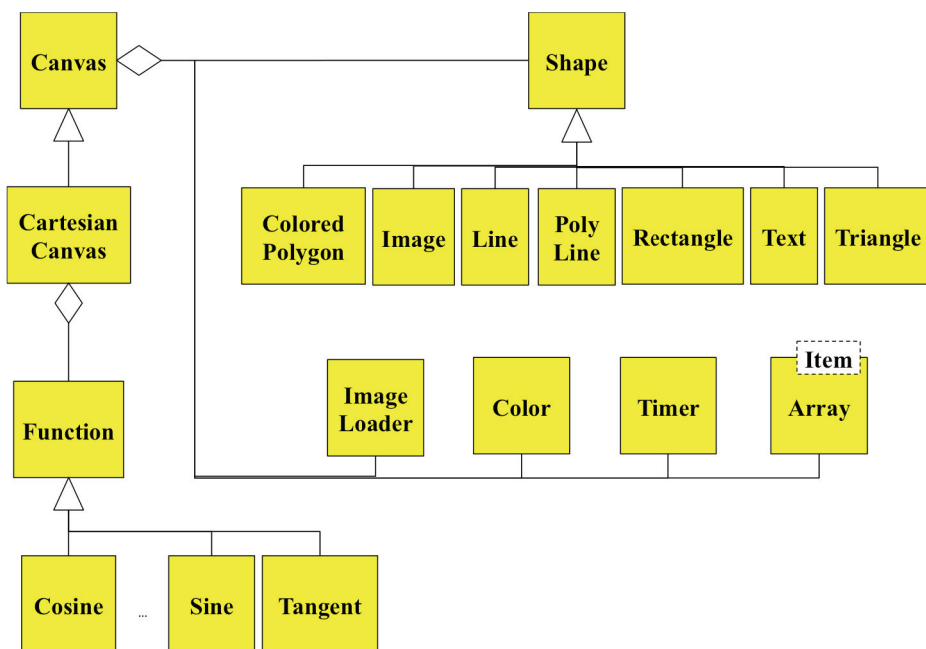 Canvas
Shape
Cartesian
Canvas
Colored
Polygon
Image
Line
Poly
Line
Rectangle
Text
Triangle
Function
Image
Loader
Color
Timer
Item
Array
Cosine
...
Sine
Tangent